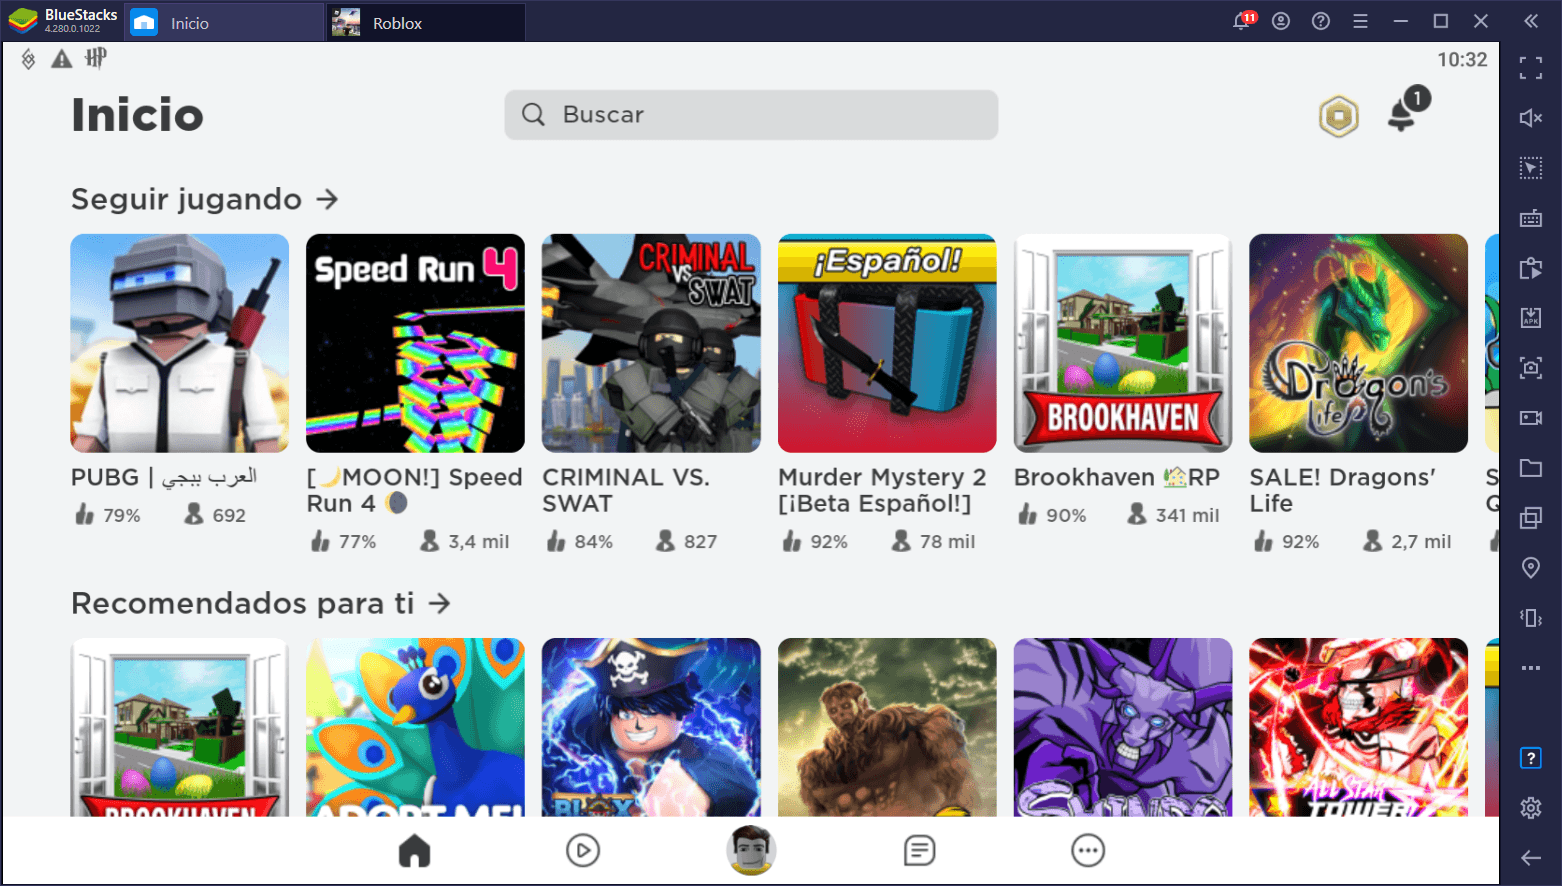 BlueStacks
4.280.0.1022
Inicio
Roblox
11
10:32
Inicio
Buscar
1
Seguir jugando
Speed Run 4
CRIMINAL
VS
SWAT
¡Español!
BROOKHAVEN
Dragon's
life
PUBG | العرب ببجي
79% 692
[🌙MOON!] Speed
Run 4 🌘
77% 3,4 mil
CRIMINAL VS.
SWAT
84% 827
Murder Mystery 2
[¡Beta Español!]
92% 78 mil
Brookhaven 🏡RP
90% 341 mil
SALE! Dragons'
Life
92% 2,7 mil
S
Q
Recomendados para ti
BROOKHAVEN
ADOPT ME!
BLOX
ALL STAR
TOWER
APK
?